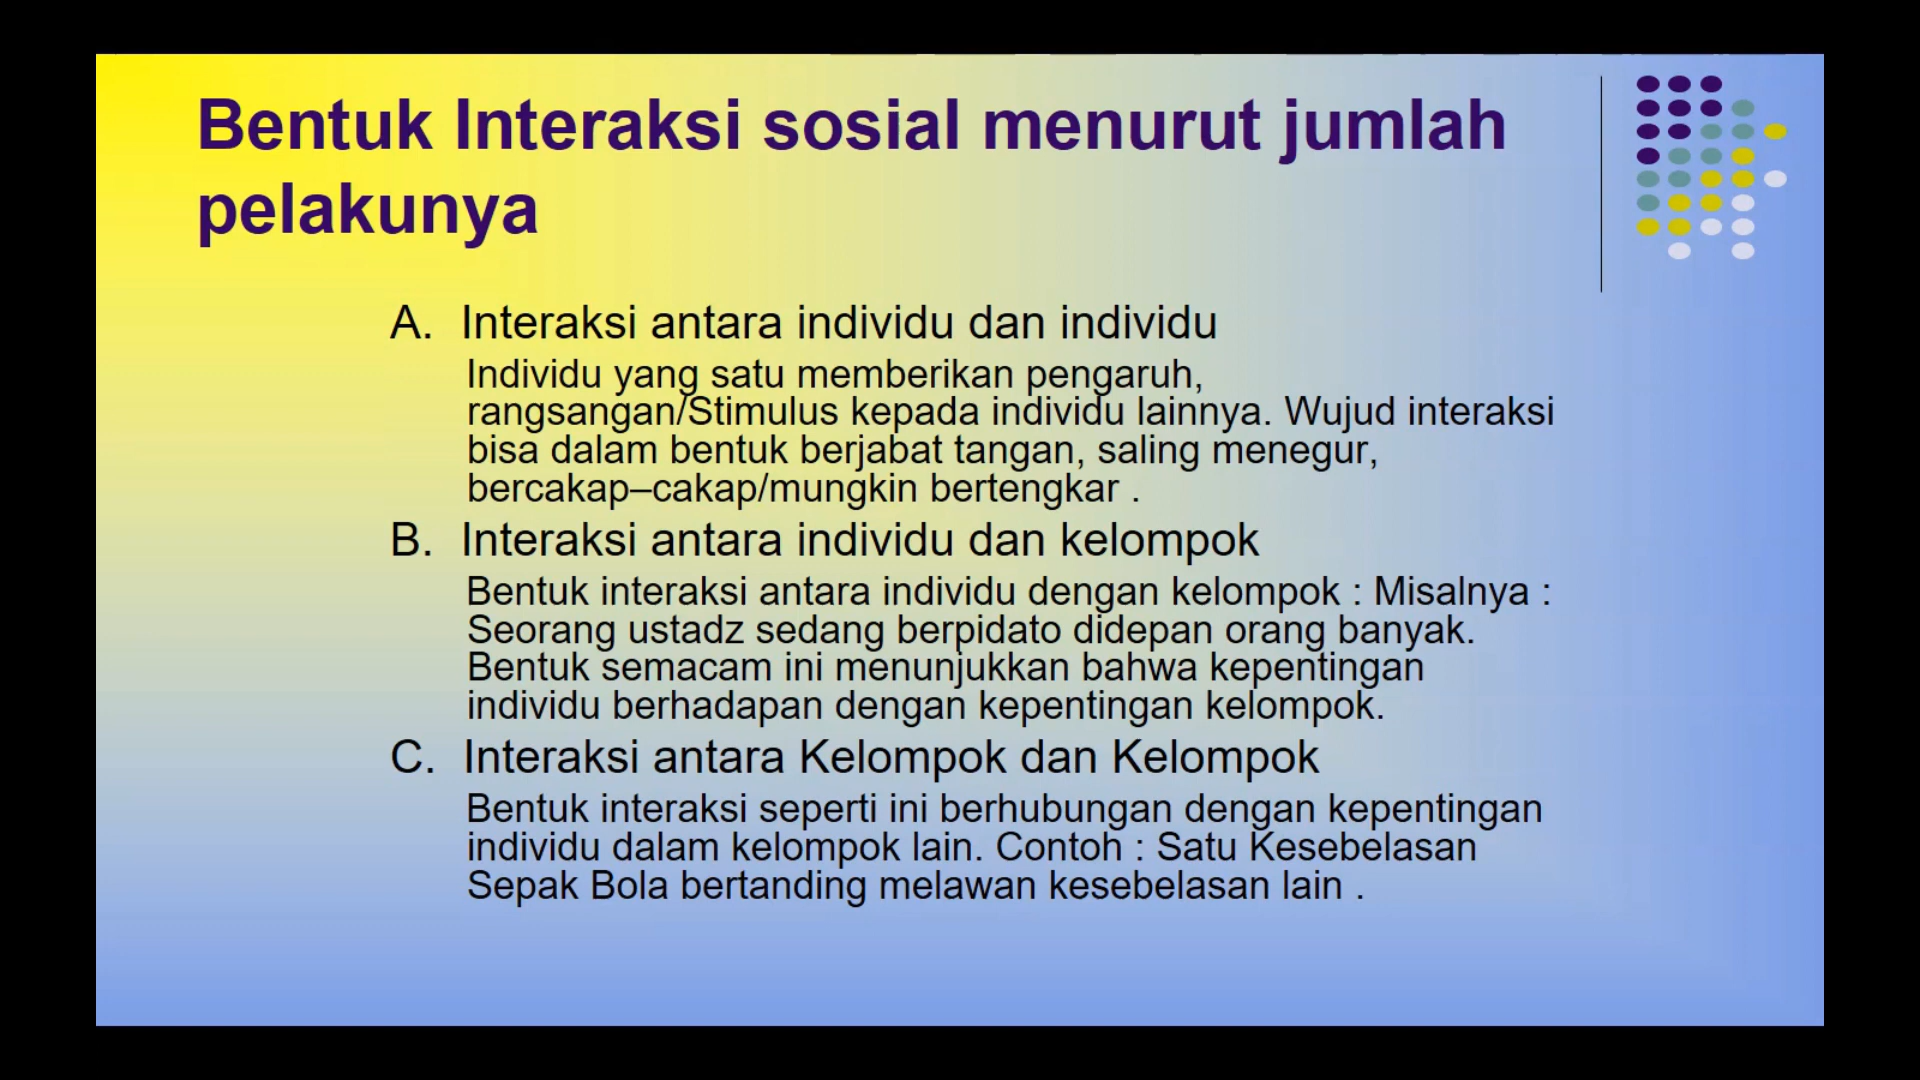 Bentuk Interaksi sosial menurut jumlah
pelakunya
A. Interaksi antara individu dan individu
Individu yang satu memberikan pengaruh,
rangsangan/Stimulus kepada individu lainnya. Wujud interaksi
bisa dalam bentuk berjabat tangan, saling menegur,
bercakap–cakap/mungkin bertengkar .
B. Interaksi antara individu dan kelompok
Bentuk interaksi antara individu dengan kelompok : Misalnya :
Seorang ustadz sedang berpidato didepan orang banyak.
Bentuk semacam ini menunjukkan bahwa kepentingan
individu berhadapan dengan kepentingan kelompok.
C. Interaksi antara Kelompok dan Kelompok
Bentuk interaksi seperti ini berhubungan dengan kepentingan
individu dalam kelompok lain. Contoh : Satu Kesebelasan
Sepak Bola bertanding melawan kesebelasan lain .